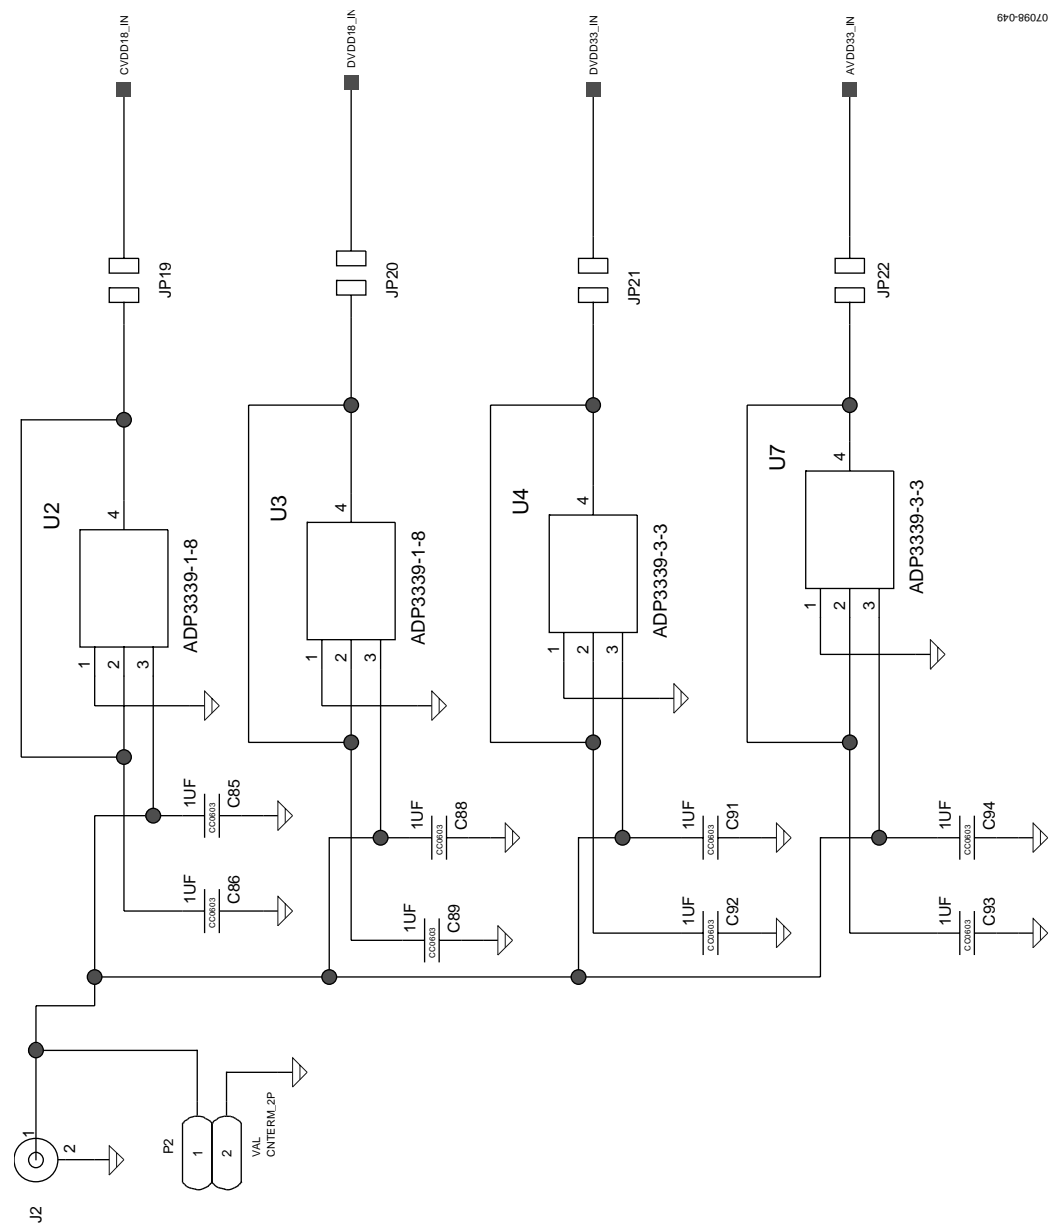 07098-049
CVDD18_IN
DVDD18_IN
DVDD33_IN
AVDD33_IN
JP19
JP20
JP21
JP22
U2
4
ADP3339-1-8
1
2
3
U3
4
ADP3339-1-8
1
2
3
U4
4
ADP3339-3-3
1
2
3
U7
4
ADP3339-3-3
1
2
3
1UF
CC0603
C85
1UF
CC0603
C88
1UF
CC0603
C91
1UF
CC0603
C94
1UF
CC0603
C86
1UF
CC0603
C89
1UF
CC0603
C92
1UF
CC0603
C93
J2
1
2
P2
1
2
VAL
CNTERM_2P